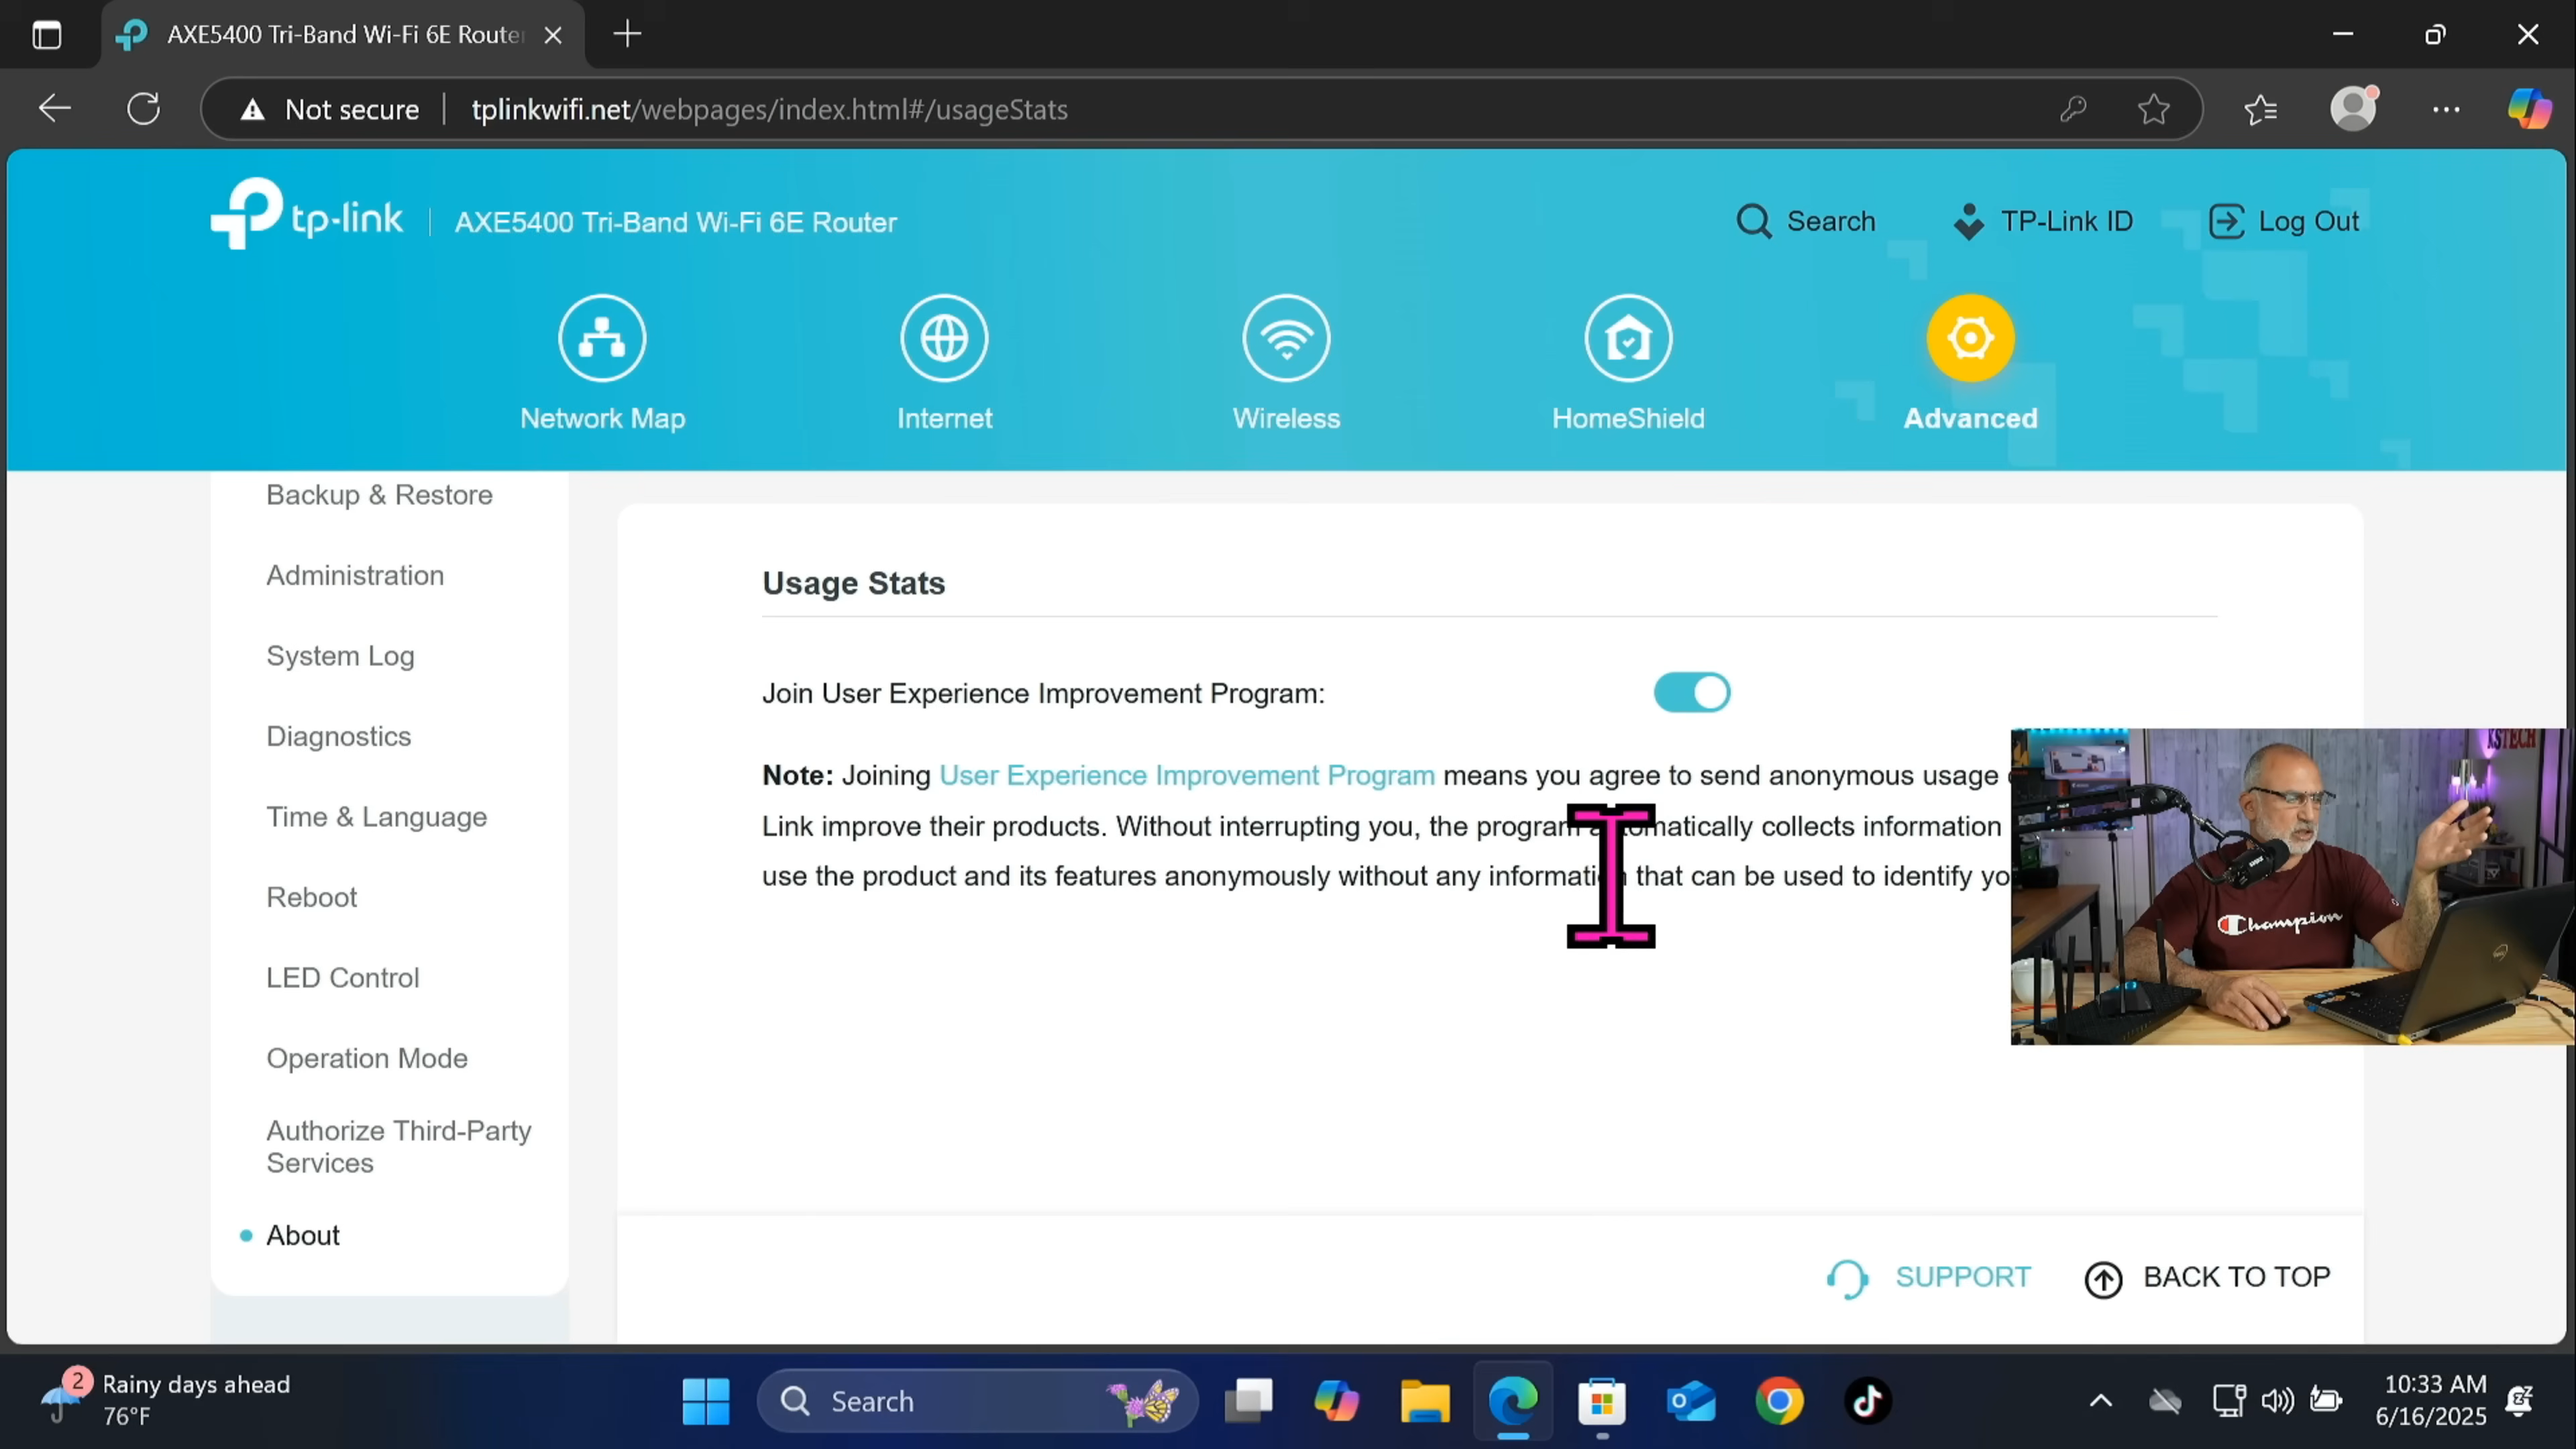 AXE5400 Tri-Band Wi-Fi 6E Route
Not secure
tplinkwifi.net/webpages/index.html#/usageStats
tp-link
AXE5400 Tri-Band Wi-Fi 6E Router
Search
TP-Link ID
Log Out
Network Map
Internet
Wireless
HomeShield
Advanced
Backup & Restore
Administration
System Log
Diagnostics
Time & Language
Reboot
LED Control
Operation Mode
Authorize Third-Party
Services
About
Usage Stats
Join User Experience Improvement Program:
Note: Joining User Experience Improvement Program means you agree to send anonymous usage
Link improve their products. Without interrupting you, the program automatically collects information
use the product and its features anonymously without any information that can be used to identify yo
KSTECH
Champion
SUPPORT
BACK TO TOP
2
Rainy days ahead
76°F
Search
10:33 AM
6/16/2025